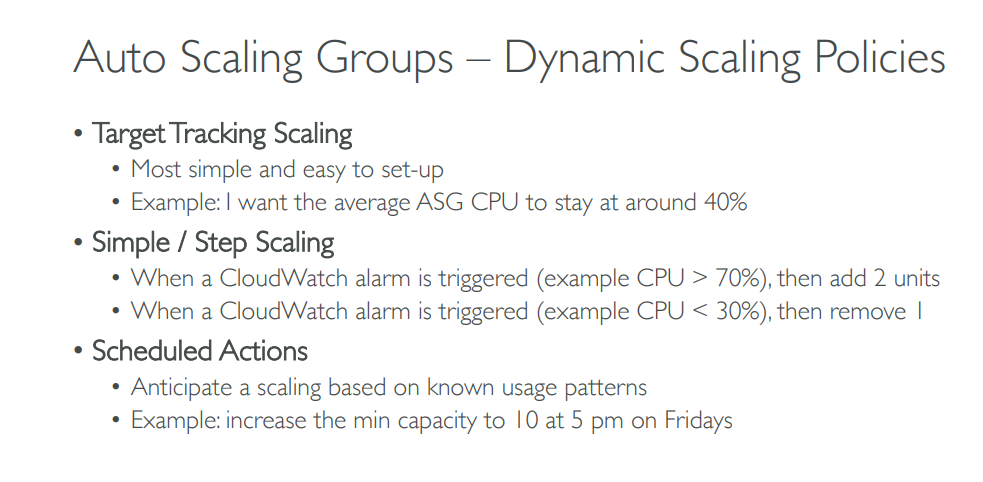 Auto Scaling Groups – Dynamic Scaling Policies
• Target Tracking Scaling
• Most simple and easy to set-up
• Example: I want the average ASG CPU to stay at around 40%
• Simple / Step Scaling
• When a CloudWatch alarm is triggered (example CPU > 70%), then add 2 units
• When a CloudWatch alarm is triggered (example CPU < 30%), then remove 1
• Scheduled Actions
• Anticipate a scaling based on known usage patterns
• Example: increase the min capacity to 10 at 5 pm on Fridays